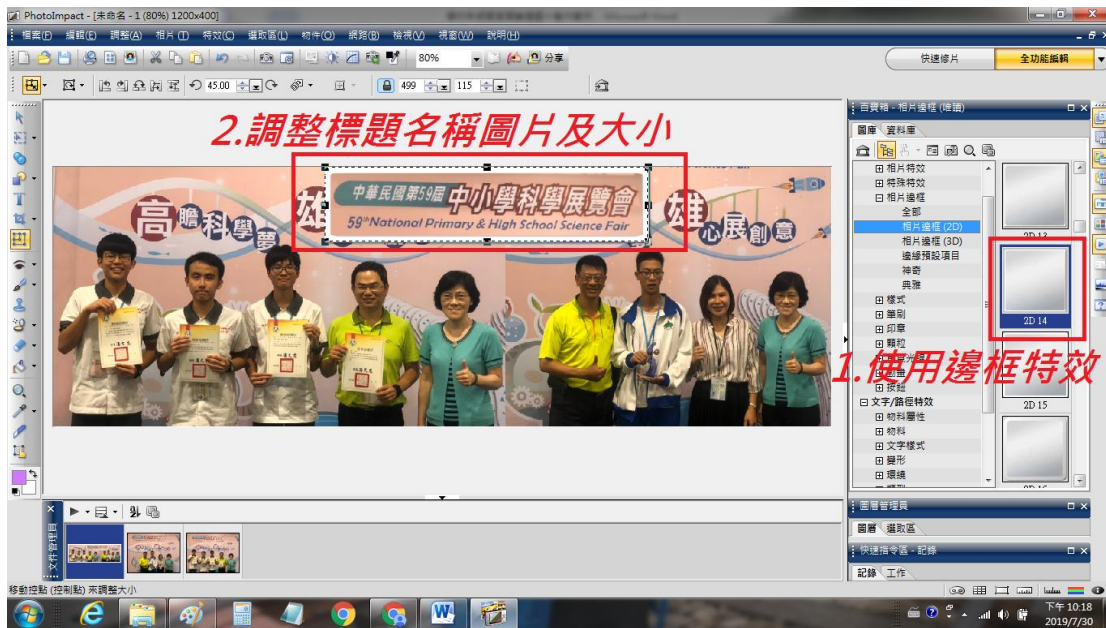 PhotoImpact - [未命名 - 1 (80%) 1200x400]
檔案(F) 編輯(E) 調整(A) 相片(T) 特效(C) 選取區(L) 物件(O) 網路(B) 檢視(V) 視窗(W) 說明(H)
80% 分享 快速修片 全功能編輯
45.00 499 115
2.調整標題名稱圖片及大小
百寶箱 - 相片邊框 (唯讀)
圖庫 資料庫
相片特效
特殊特效
相片邊框
全部
相片邊框 (2D)
相片邊框 (3D)
邊緣預設項目
神奇
典雅
樣式
筆刷
印章
顆粒
按鈕
文字/路徑特效
物料屬性
物料
文字樣式
變形
環繞
2D 13
2D 14
2D 15
1.使用邊框特效
中華民國第59屆 中小學科學展覽會
59th National Primary & High School Science Fair
高瞻科學夢
雄心展創意
圖層管理員
圖層 選取區
快速指令區 - 記錄
記錄 工作
文件管理員
移動控點 (控制點) 來調整大小
下午 10:18
2019/7/30